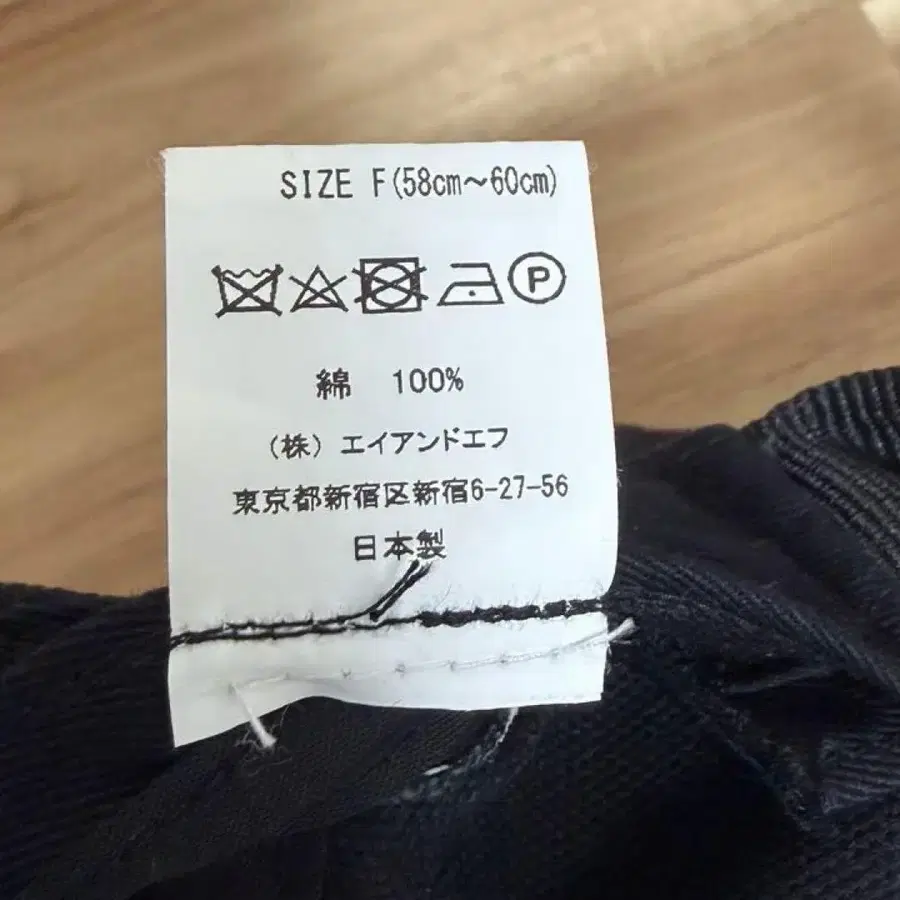 SIZE F(58cm～60cm)
P
綿 100%
(株) エイアンドエフ
東京都新宿区新宿6-27-56
日本製